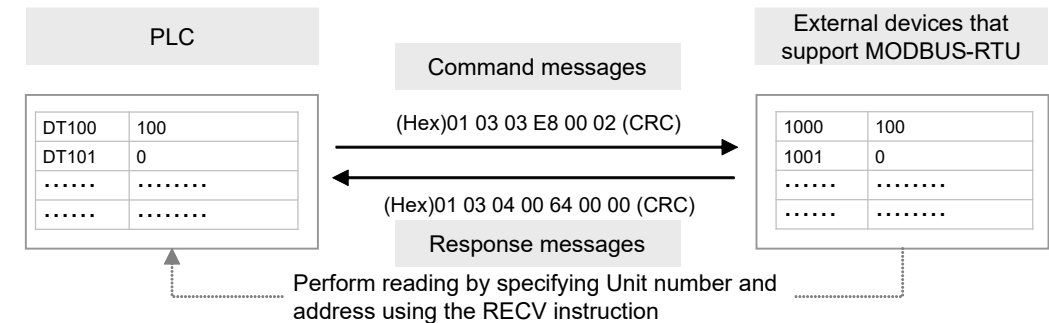 PLC
External devices that
support MODBUS-RTU
Command messages
(Hex)01 03 03 E8 00 02 (CRC)
DT100 100
DT101 0
...... ........
...... ........
1000 100
1001 0
...... ........
...... ........
(Hex)01 03 04 00 64 00 00 (CRC)
Response messages
Perform reading by specifying Unit number and
address using the RECV instruction